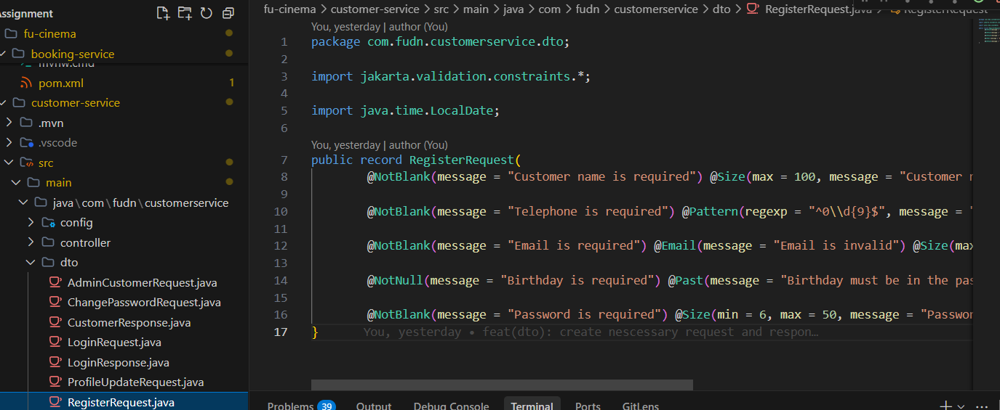 Assignment
fu-cinema
booking-service
mvnw.cmd
pom.xml 1
customer-service
.mvn
.vscode
src
main
java\com\fudn\customerservice
config
controller
dto
AdminCustomerRequest.java
ChangePasswordRequest.java
CustomerResponse.java
LoginRequest.java
LoginResponse.java
ProfileUpdateRequest.java
RegisterRequest.java
fu-cinema > customer-service > src > main > java > com > fudn > customerservice > dto > RegisterRequest.java > RegisterRequest
You, yesterday | author (You)
1 package com.fudn.customerservice.dto;
2
3 import jakarta.validation.constraints.*;
4
5 import java.time.LocalDate;
6
You, yesterday | author (You)
7 public record RegisterRequest(
8 @NotBlank(message = "Customer name is required") @Size(max = 100, message = "Customer
9
10 @NotBlank(message = "Telephone is required") @Pattern(regexp = "^0\\d{9}$", message = "
11
12 @NotBlank(message = "Email is required") @Email(message = "Email is invalid") @Size(max
13
14 @NotNull(message = "Birthday is required") @Past(message = "Birthday must be in the pas
15
16 @NotBlank(message = "Password is required") @Size(min = 6, max = 50, message = "Passwor
17 } You, yesterday • feat(dto): create nescessary request and respon…
Problems 39 Output Debug Console Terminal Ports GitLens